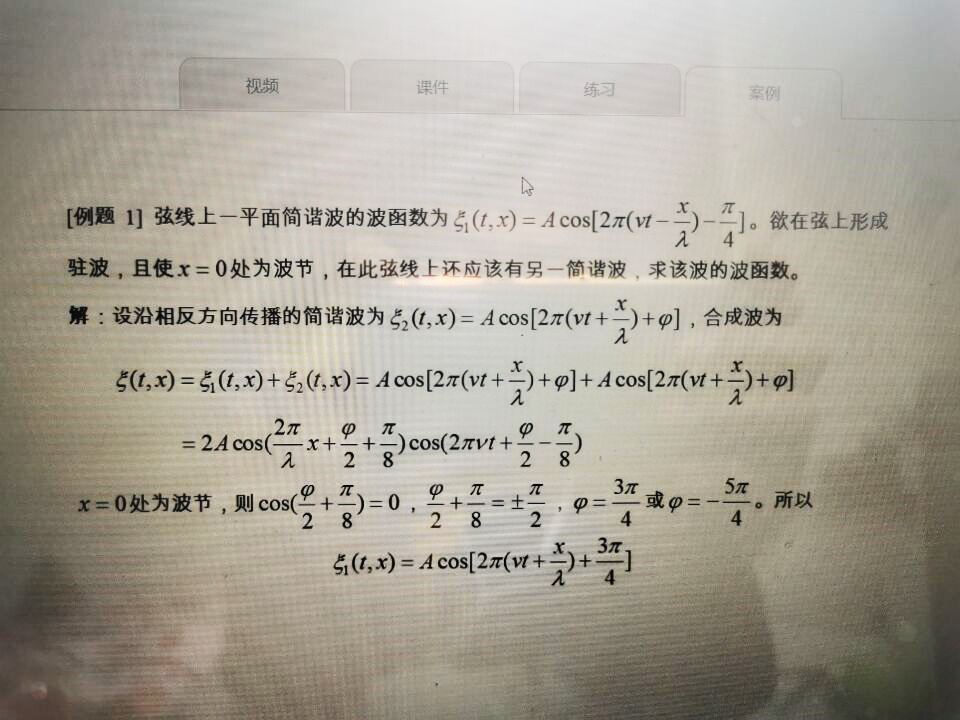 视频 课件 练习 案例
[例题 1] 弦线上一平面简谐波的波函数为 ξ₁(t,x) = A cos[2π(νt − x/λ) − π/4]。欲在弦上形成
驻波，且使 x = 0 处为波节，在此弦线上还应该有另一简谐波，求该波的波函数。
解：设沿相反方向传播的简谐波为 ξ₂(t,x) = A cos[2π(νt + x/λ) + φ]，合成波为
ξ(t,x) = ξ₁(t,x) + ξ₂(t,x) = A cos[2π(νt + x/λ) + φ] + A cos[2π(νt + x/λ) + φ]
= 2A cos(2π/λ x + φ/2 + π/8) cos(2πνt + φ/2 − π/8)
x = 0 处为波节，则 cos(φ/2 + π/8) = 0，φ/2 + π/8 = ± π/2，φ = 3π/4 或 φ = − 5π/4。所以
ξ₁(t,x) = A cos[2π(νt + x/λ) + 3π/4]